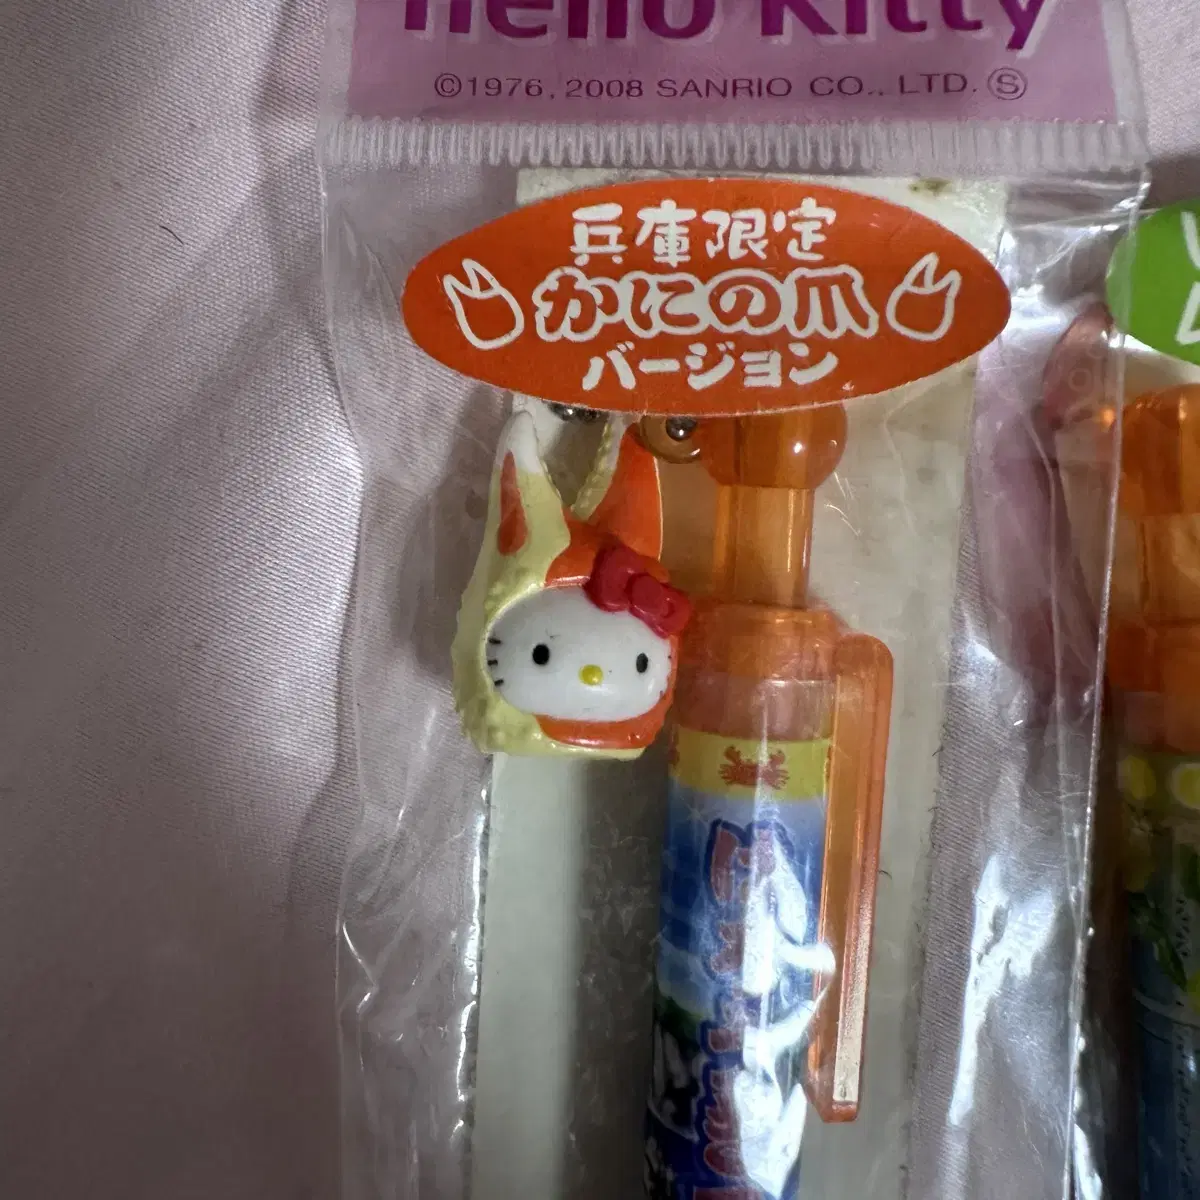 Hello Kitty
©1976, 2008 SANRIO CO., LTD. Ⓢ
兵庫限定
かにの爪
バージョン